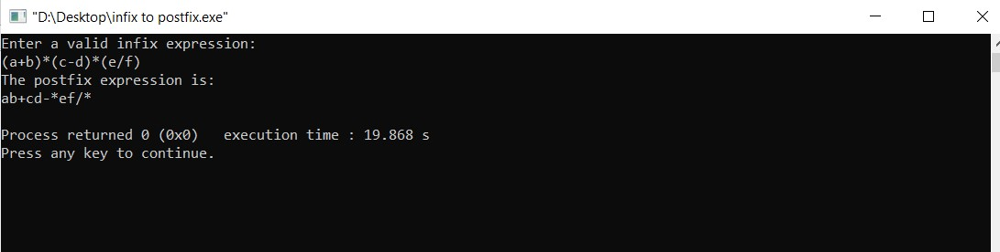 "D:\Desktop\infix to postfix.exe"
Enter a valid infix expression:
(a+b)*(c-d)*(e/f)
The postfix expression is:
ab+cd-*ef/*
Process returned 0 (0x0)   execution time : 19.868 s
Press any key to continue.